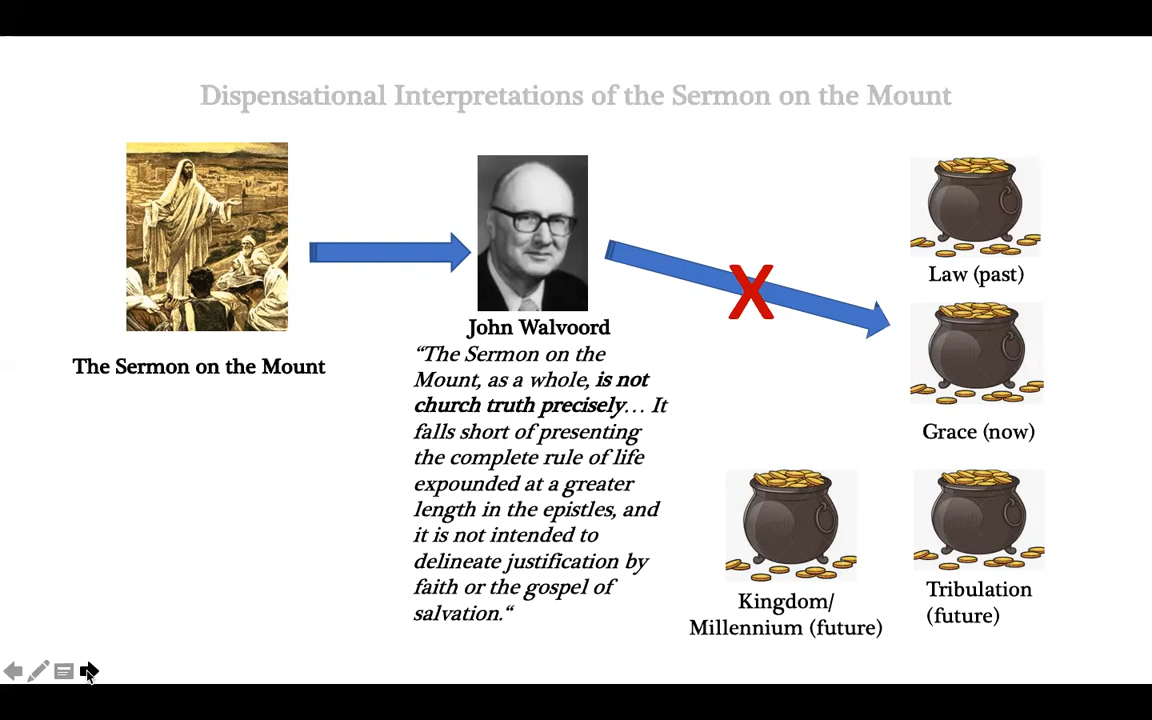 Dispensational Interpretations of the Sermon on the Mount
The Sermon on the Mount
John Walvoord
“The Sermon on the
Mount, as a whole, is not
church truth precisely… It
falls short of presenting
the complete rule of life
expounded at a greater
length in the epistles, and
it is not intended to
delineate justification by
faith or the gospel of
salvation.“
X
Law (past)
Grace (now)
Kingdom/
Millennium (future)
Tribulation
(future)